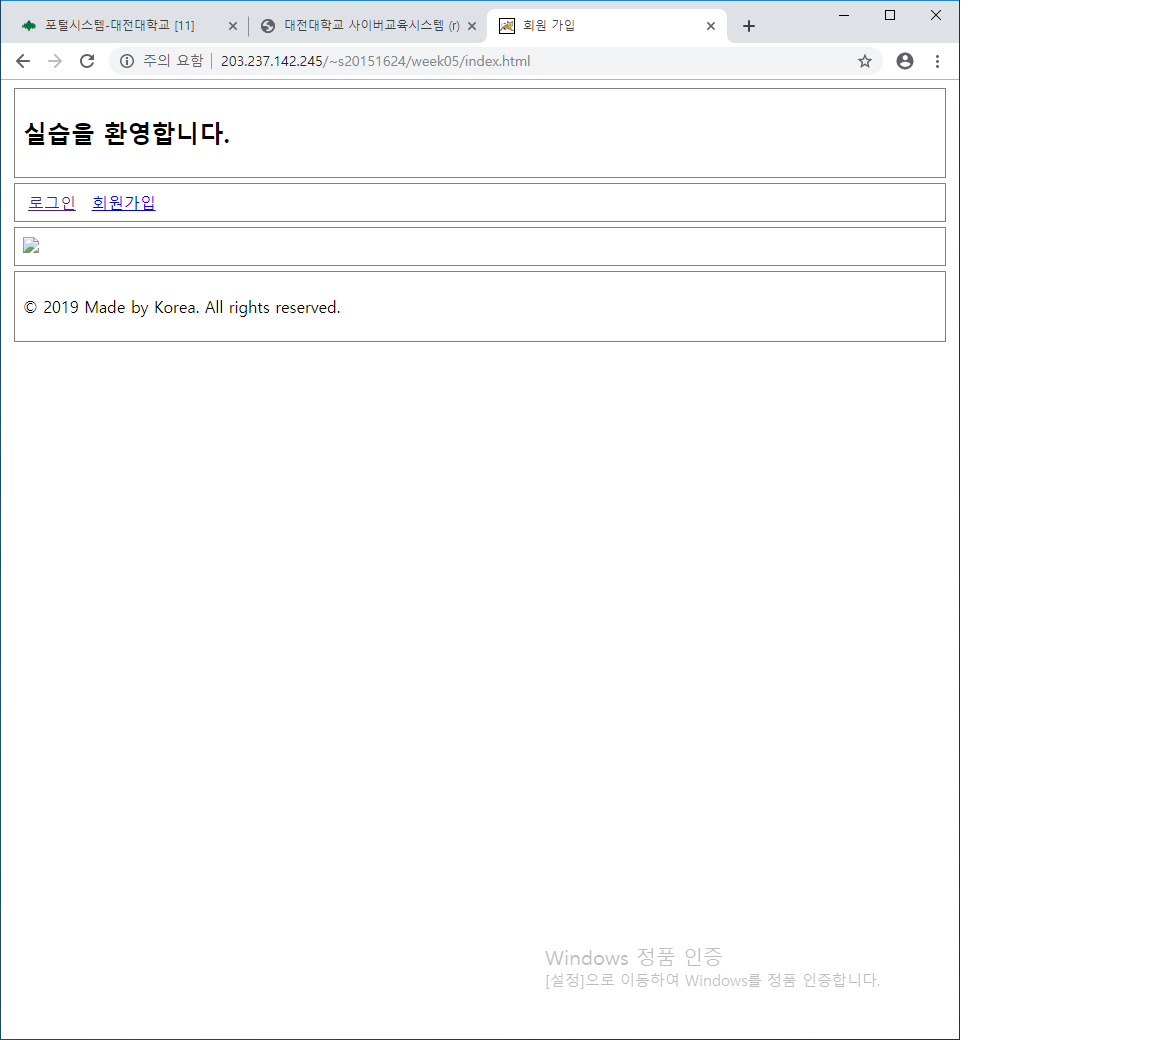 포털시스템-대전대학교 [11]
대전대학교 사이버교육시스템 (r)
회원 가입
주의 요함 | 203.237.142.245/~s20151624/week05/index.html
실습을 환영합니다.
로그인 회원가입
© 2019 Made by Korea. All rights reserved.
Windows 정품 인증
[설정]으로 이동하여 Windows를 정품 인증합니다.